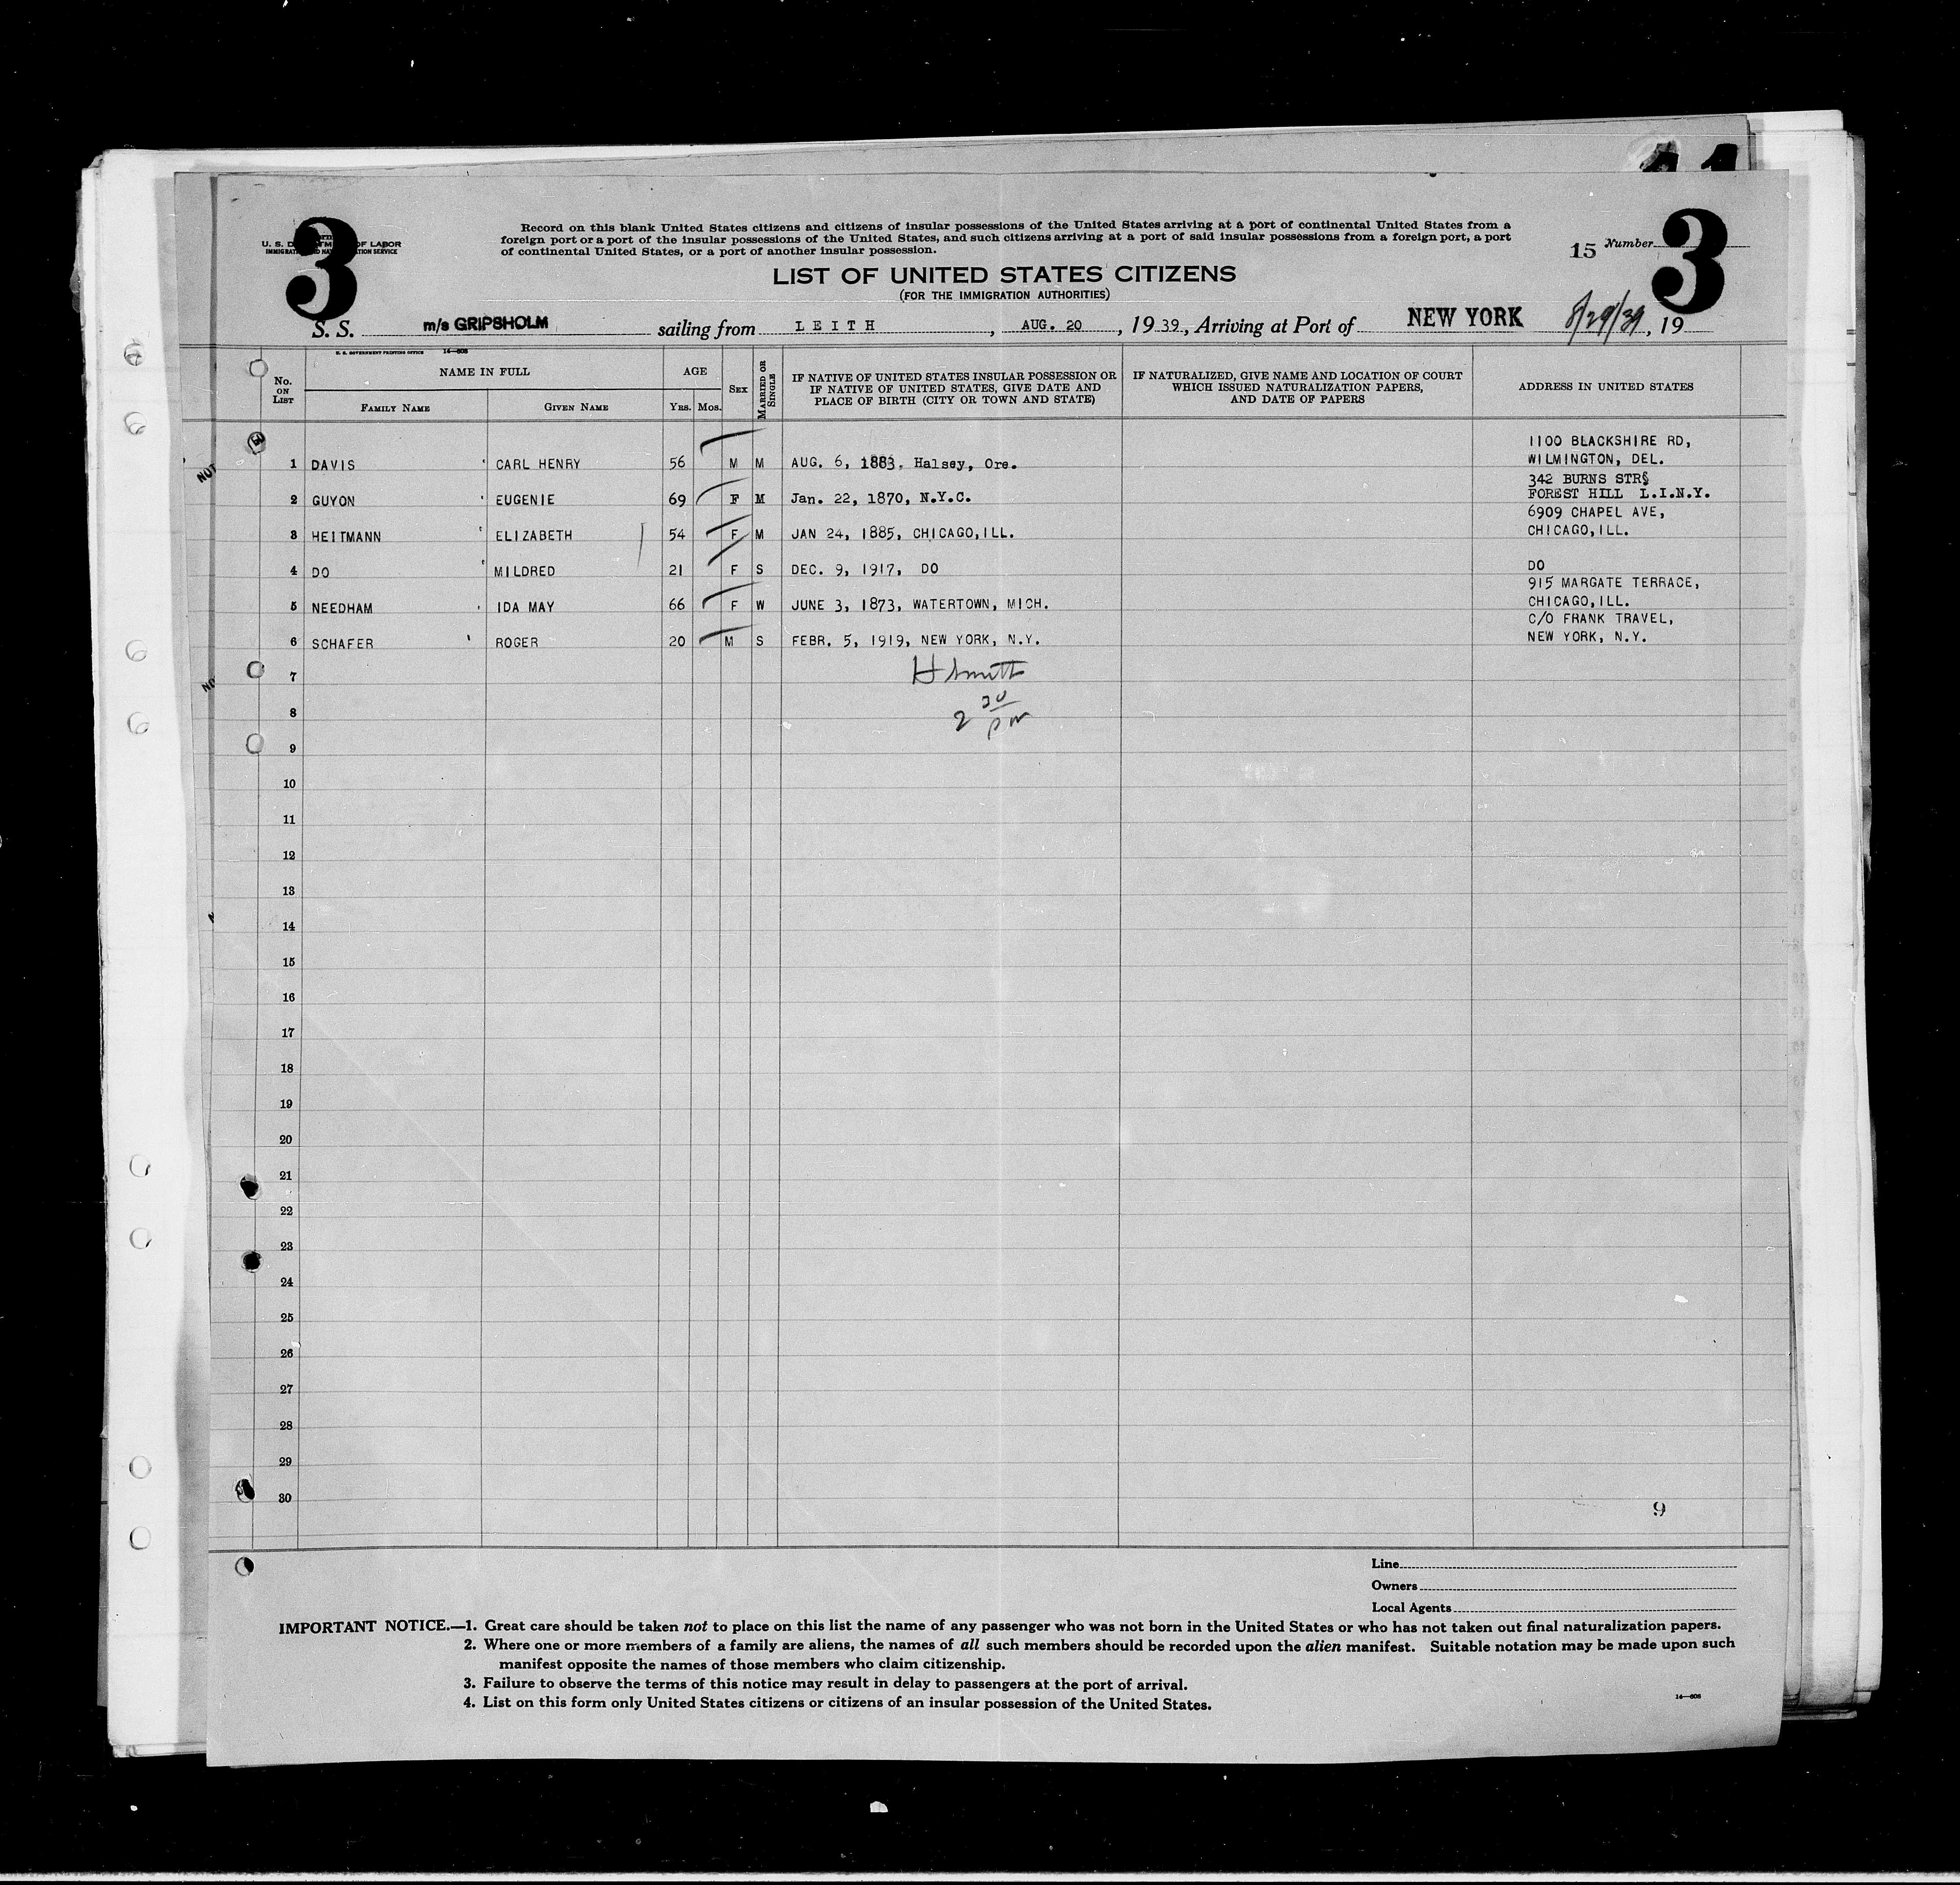 3
3
U. S. D OF LABOR
Record on this blank United States citizens and citizens of insular possessions of the United States arriving at a port of continental United States from a
foreign port or a port of the insular possessions of the United States, and such citizens arriving at a port of said insular possessions from a foreign port, a port
of continental United States, or a port of another insular possession.
15 Number
LIST OF UNITED STATES CITIZENS
(FOR THE IMMIGRATION AUTHORITIES)
S. S. m/s GRIPSHOLM sailing from LEITH, AUG. 20, 1939, Arriving at Port of NEW YORK 8/29/39, 19
U. S. GOVERNMENT PRINTING OFFICE 14—608
No. ON LIST
NAME IN FULL
FAMILY NAME
GIVEN NAME
AGE
YRS. MOS.
SEX
MARRIED OR SINGLE
IF NATIVE OF UNITED STATES INSULAR POSSESSION OR
IF NATIVE OF UNITED STATES, GIVE DATE AND
PLACE OF BIRTH (CITY OR TOWN AND STATE)
IF NATURALIZED, GIVE NAME AND LOCATION OF COURT
WHICH ISSUED NATURALIZATION PAPERS,
AND DATE OF PAPERS
ADDRESS IN UNITED STATES
1100 BLACKSHIRE RD,
1 DAVIS CARL HENRY 56 M M AUG. 6, 1883, Halsey, Ore. WILMINGTON, DEL.
342 BURNS STR§
2 GUYON EUGENIE 69 F M Jan. 22, 1870, N.Y.C. FOREST HILL L.I.N.Y.
6909 CHAPEL AVE,
3 HEITMANN ELIZABETH 54 F M JAN 24, 1885, CHICAGO,ILL. CHICAGO,ILL.
4 DO MILDRED 21 F S DEC. 9, 1917, DO DO
915 MARGATE TERRACE,
5 NEEDHAM IDA MAY 66 F W JUNE 3, 1873, WATERTOWN, MICH. CHICAGO,ILL.
C/O FRANK TRAVEL,
6 SCHAFER ROGER 20 M S FEBR. 5, 1919, NEW YORK, N.Y. NEW YORK, N.Y.
7 H Smith
8 2 30 pm
9
10
11
12
13
14
15
16
17
18
19
20
21
22
23
24
25
26
27
28
29
30
9
Line
Owners
Local Agents
IMPORTANT NOTICE.—1. Great care should be taken not to place on this list the name of any passenger who was not born in the United States or who has not taken out final naturalization papers.
2. Where one or more members of a family are aliens, the names of all such members should be recorded upon the alien manifest. Suitable notation may be made upon such
manifest opposite the names of those members who claim citizenship.
3. Failure to observe the terms of this notice may result in delay to passengers at the port of arrival.
4. List on this form only United States citizens or citizens of an insular possession of the United States.
14—608